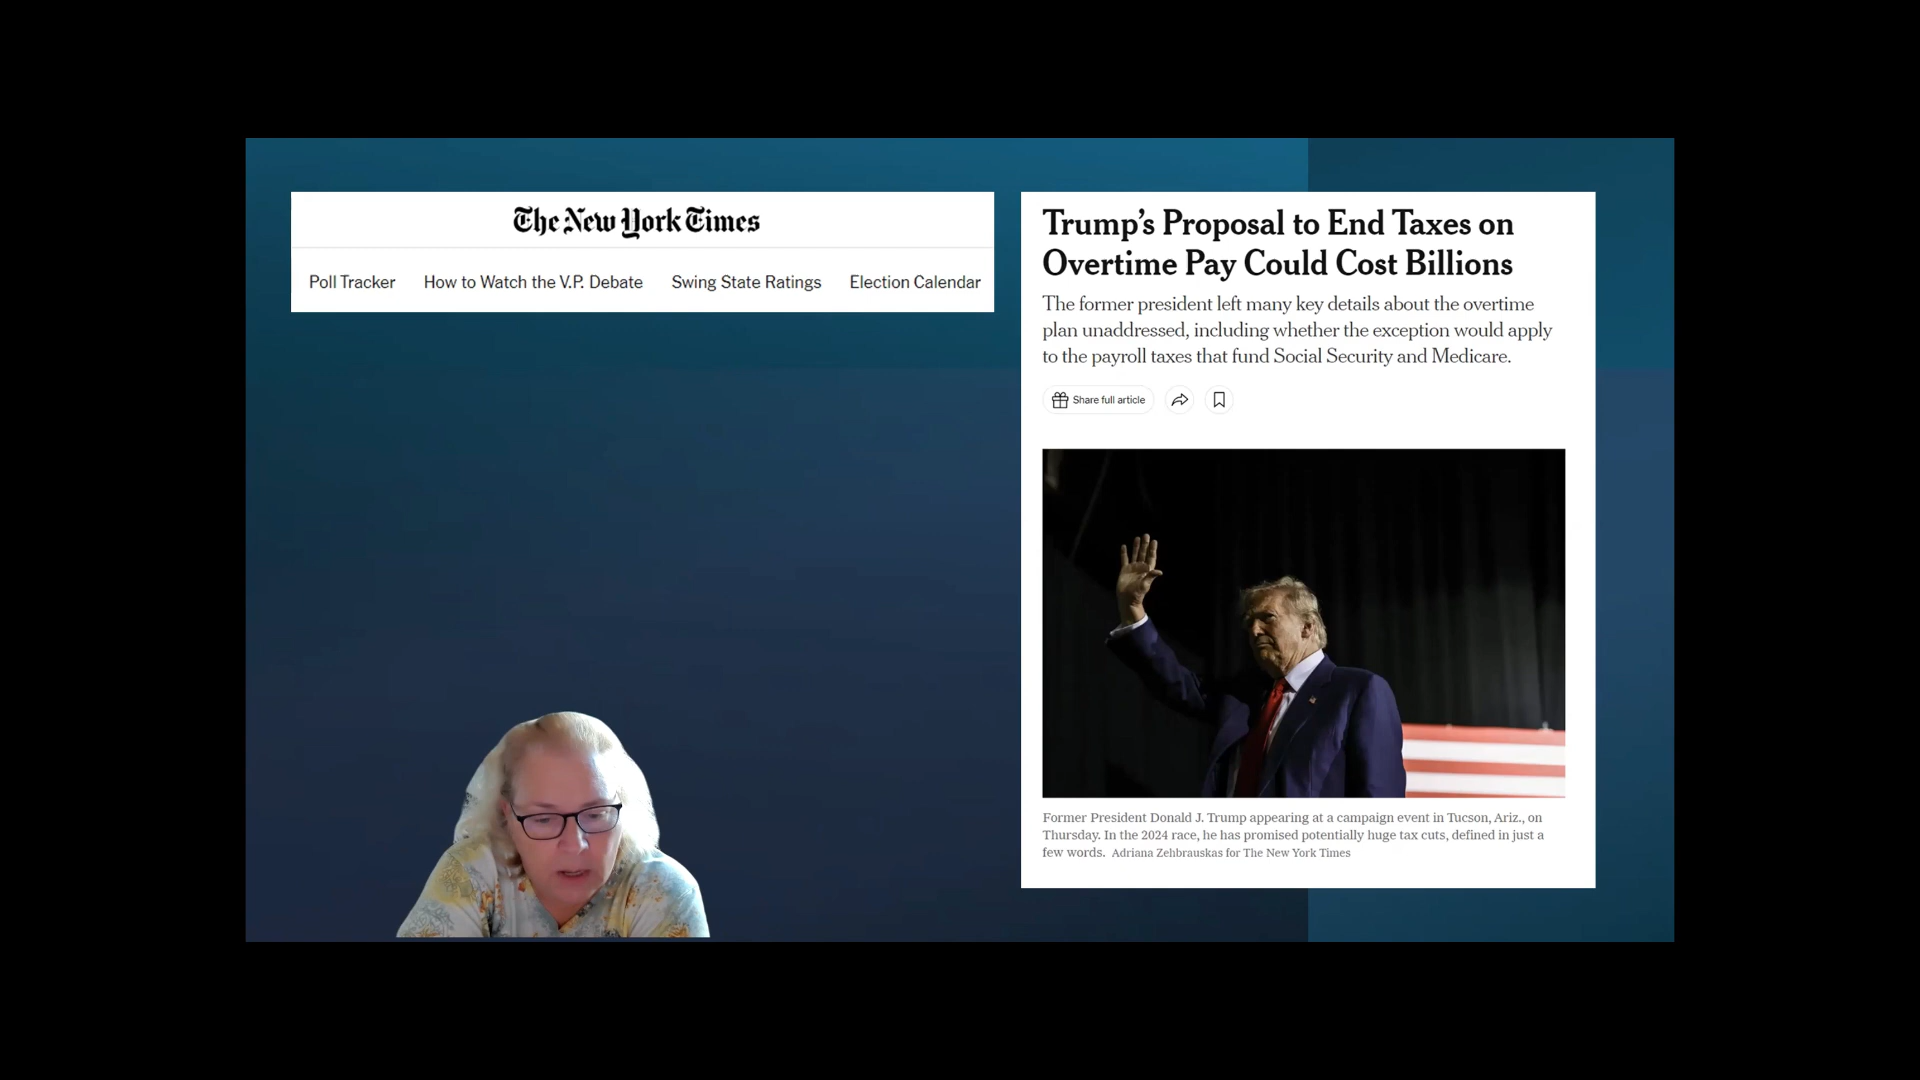 The New York Times
Poll Tracker How to Watch the V.P. Debate Swing State Ratings Election Calendar
Trump's Proposal to End Taxes on
Overtime Pay Could Cost Billions
The former president left many key details about the overtime
plan unaddressed, including whether the exception would apply
to the payroll taxes that fund Social Security and Medicare.
Share full article
Former President Donald J. Trump appearing at a campaign event in Tucson, Ariz., on
Thursday. In the 2024 race, he has promised potentially huge tax cuts, defined in just a
few words. Adriana Zehbrauskas for The New York Times